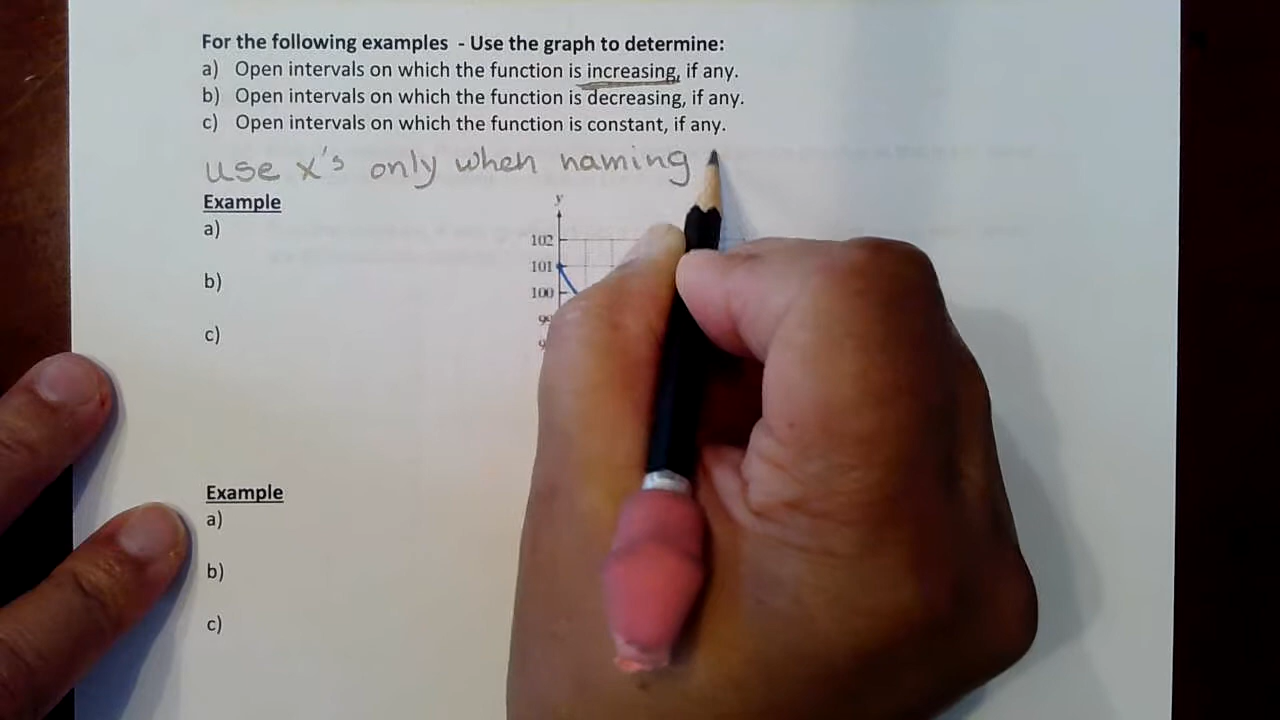 For the following examples - Use the graph to determine:
a) Open intervals on which the function is increasing, if any.
b) Open intervals on which the function is decreasing, if any.
c) Open intervals on which the function is constant, if any.
use x's only when naming
Example
a)
b)
c)
y
102
101
100
Example
a)
b)
c)